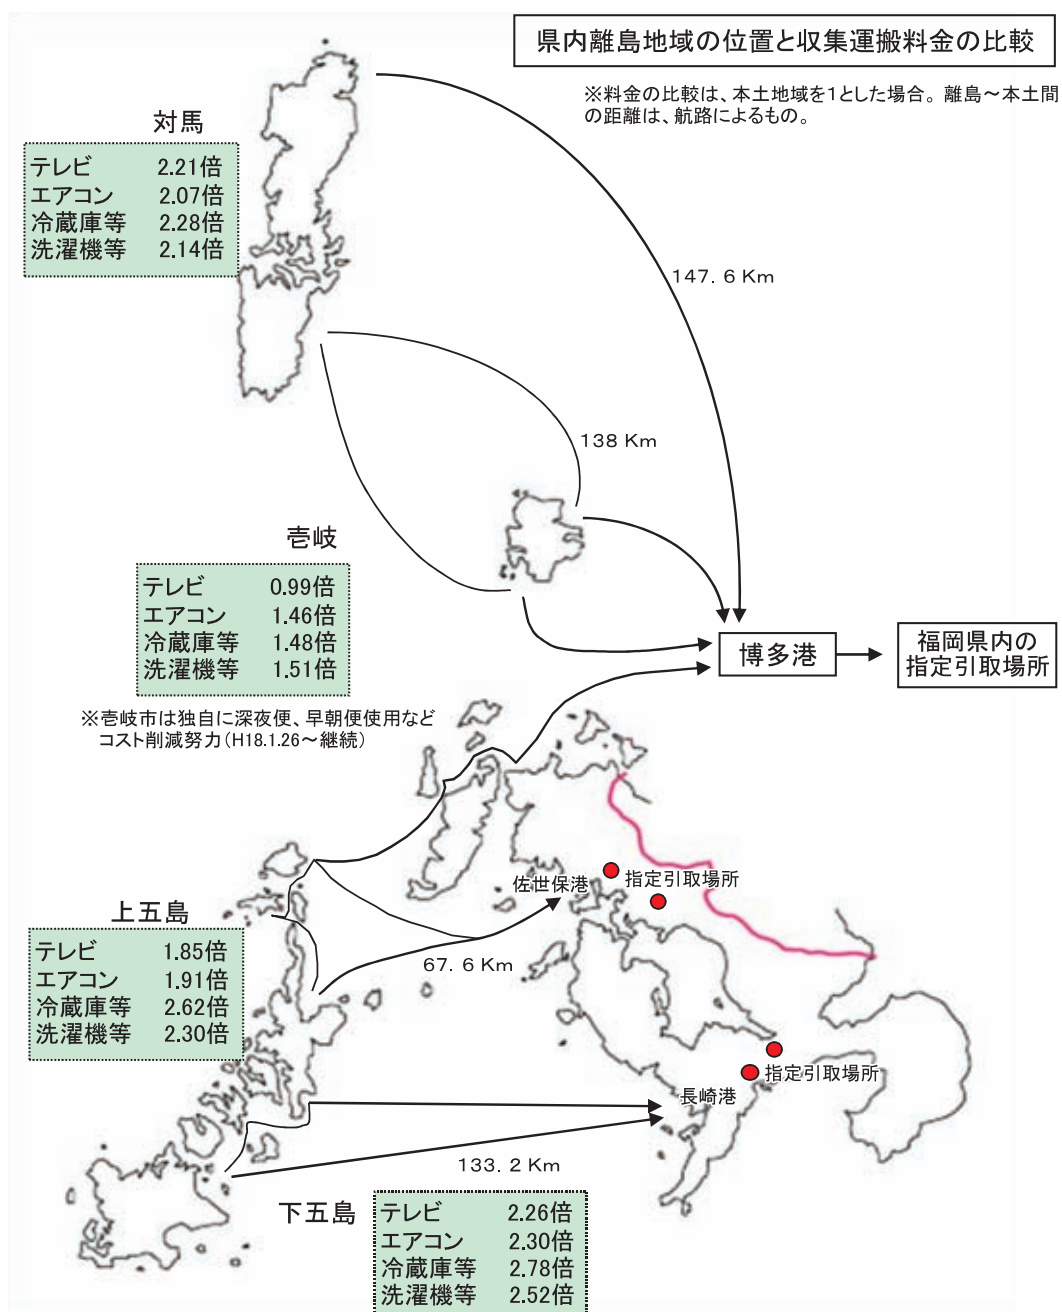 県内離島地域の位置と収集運搬料金の比較
※料金の比較は、本土地域を1とした場合。離島～本土間
の距離は、航路によるもの。
対馬
テレビ 2.21倍
エアコン 2.07倍
冷蔵庫等 2.28倍
洗濯機等 2.14倍
147.6 Km
138 Km
壱岐
テレビ 0.99倍
エアコン 1.46倍
冷蔵庫等 1.48倍
洗濯機等 1.51倍
※壱岐市は独自に深夜便、早朝便使用など
コスト削減努力(H18.1.26～継続)
博多港
福岡県内の
指定引取場所
佐世保港
指定引取場所
上五島
テレビ 1.85倍
エアコン 1.91倍
冷蔵庫等 2.62倍
洗濯機等 2.30倍
67.6 Km
指定引取場所
長崎港
133.2 Km
下五島
テレビ 2.26倍
エアコン 2.30倍
冷蔵庫等 2.78倍
洗濯機等 2.52倍